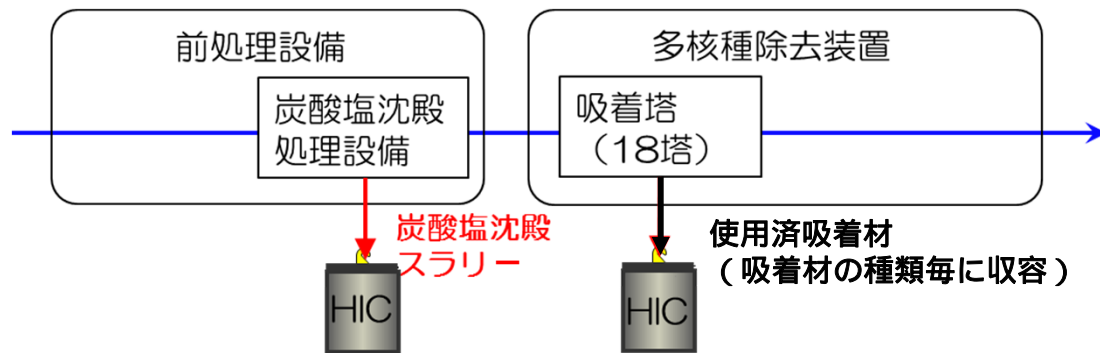 前処理設備
多核種除去装置
炭酸塩沈殿
処理設備
吸着塔
（18塔）
炭酸塩沈殿
スラリー
使用済吸着材
（吸着材の種類毎に収容）
HIC
HIC